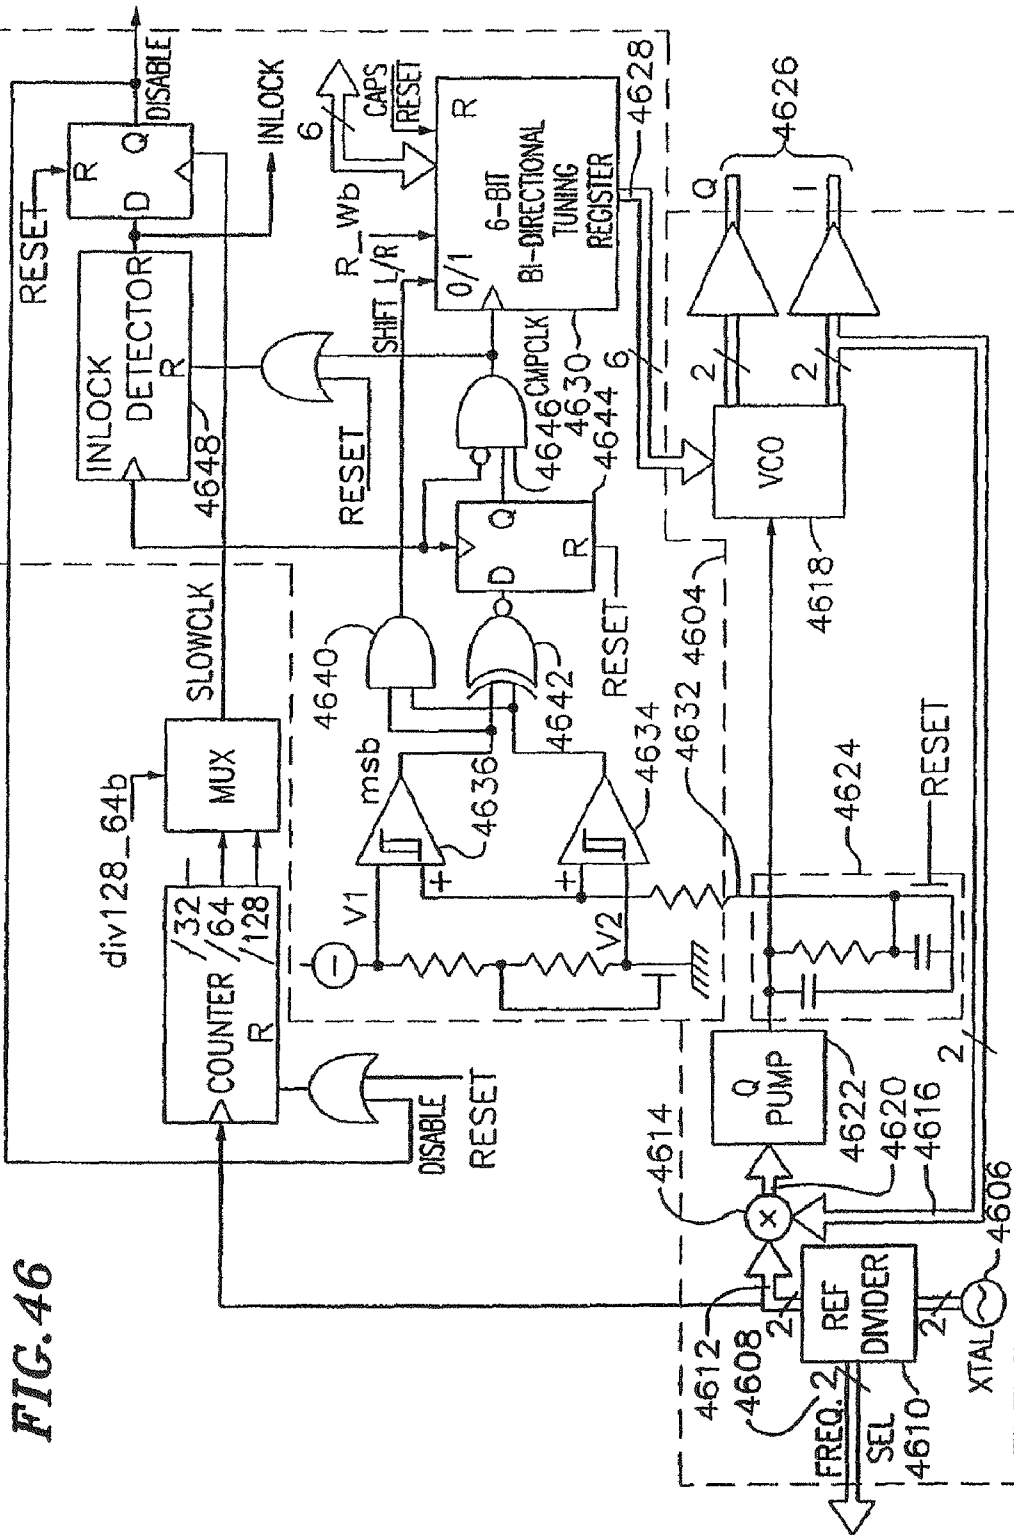 FIG.46
RESET
R
D
Q
DISABLE
INLOCK
INLOCK
DETECTOR
R
4648
RESET
SLOWCLK
div128_64b
MUX
/32
/64
/128
COUNTER
R
DISABLE
RESET
6
CAPS
RESET
R_Wb
SHIFT L/R
0/1
R
6-BIT
BI-DIRECTIONAL
TUNING
REGISTER
4628
CMPCLK
4646
4630
4644
6
Q
D
R
RESET
4640
4642
msb
4636
4634
4632
4604
V1
+
+
V2
4626
Q
I
2
2
VCO
4618
4624
RESET
2
Q
PUMP
4622
4620
4616
4614
4612
4608
2
REF
DIVIDER
2
4606
XTAL
2
FREQ.
SEL
4610